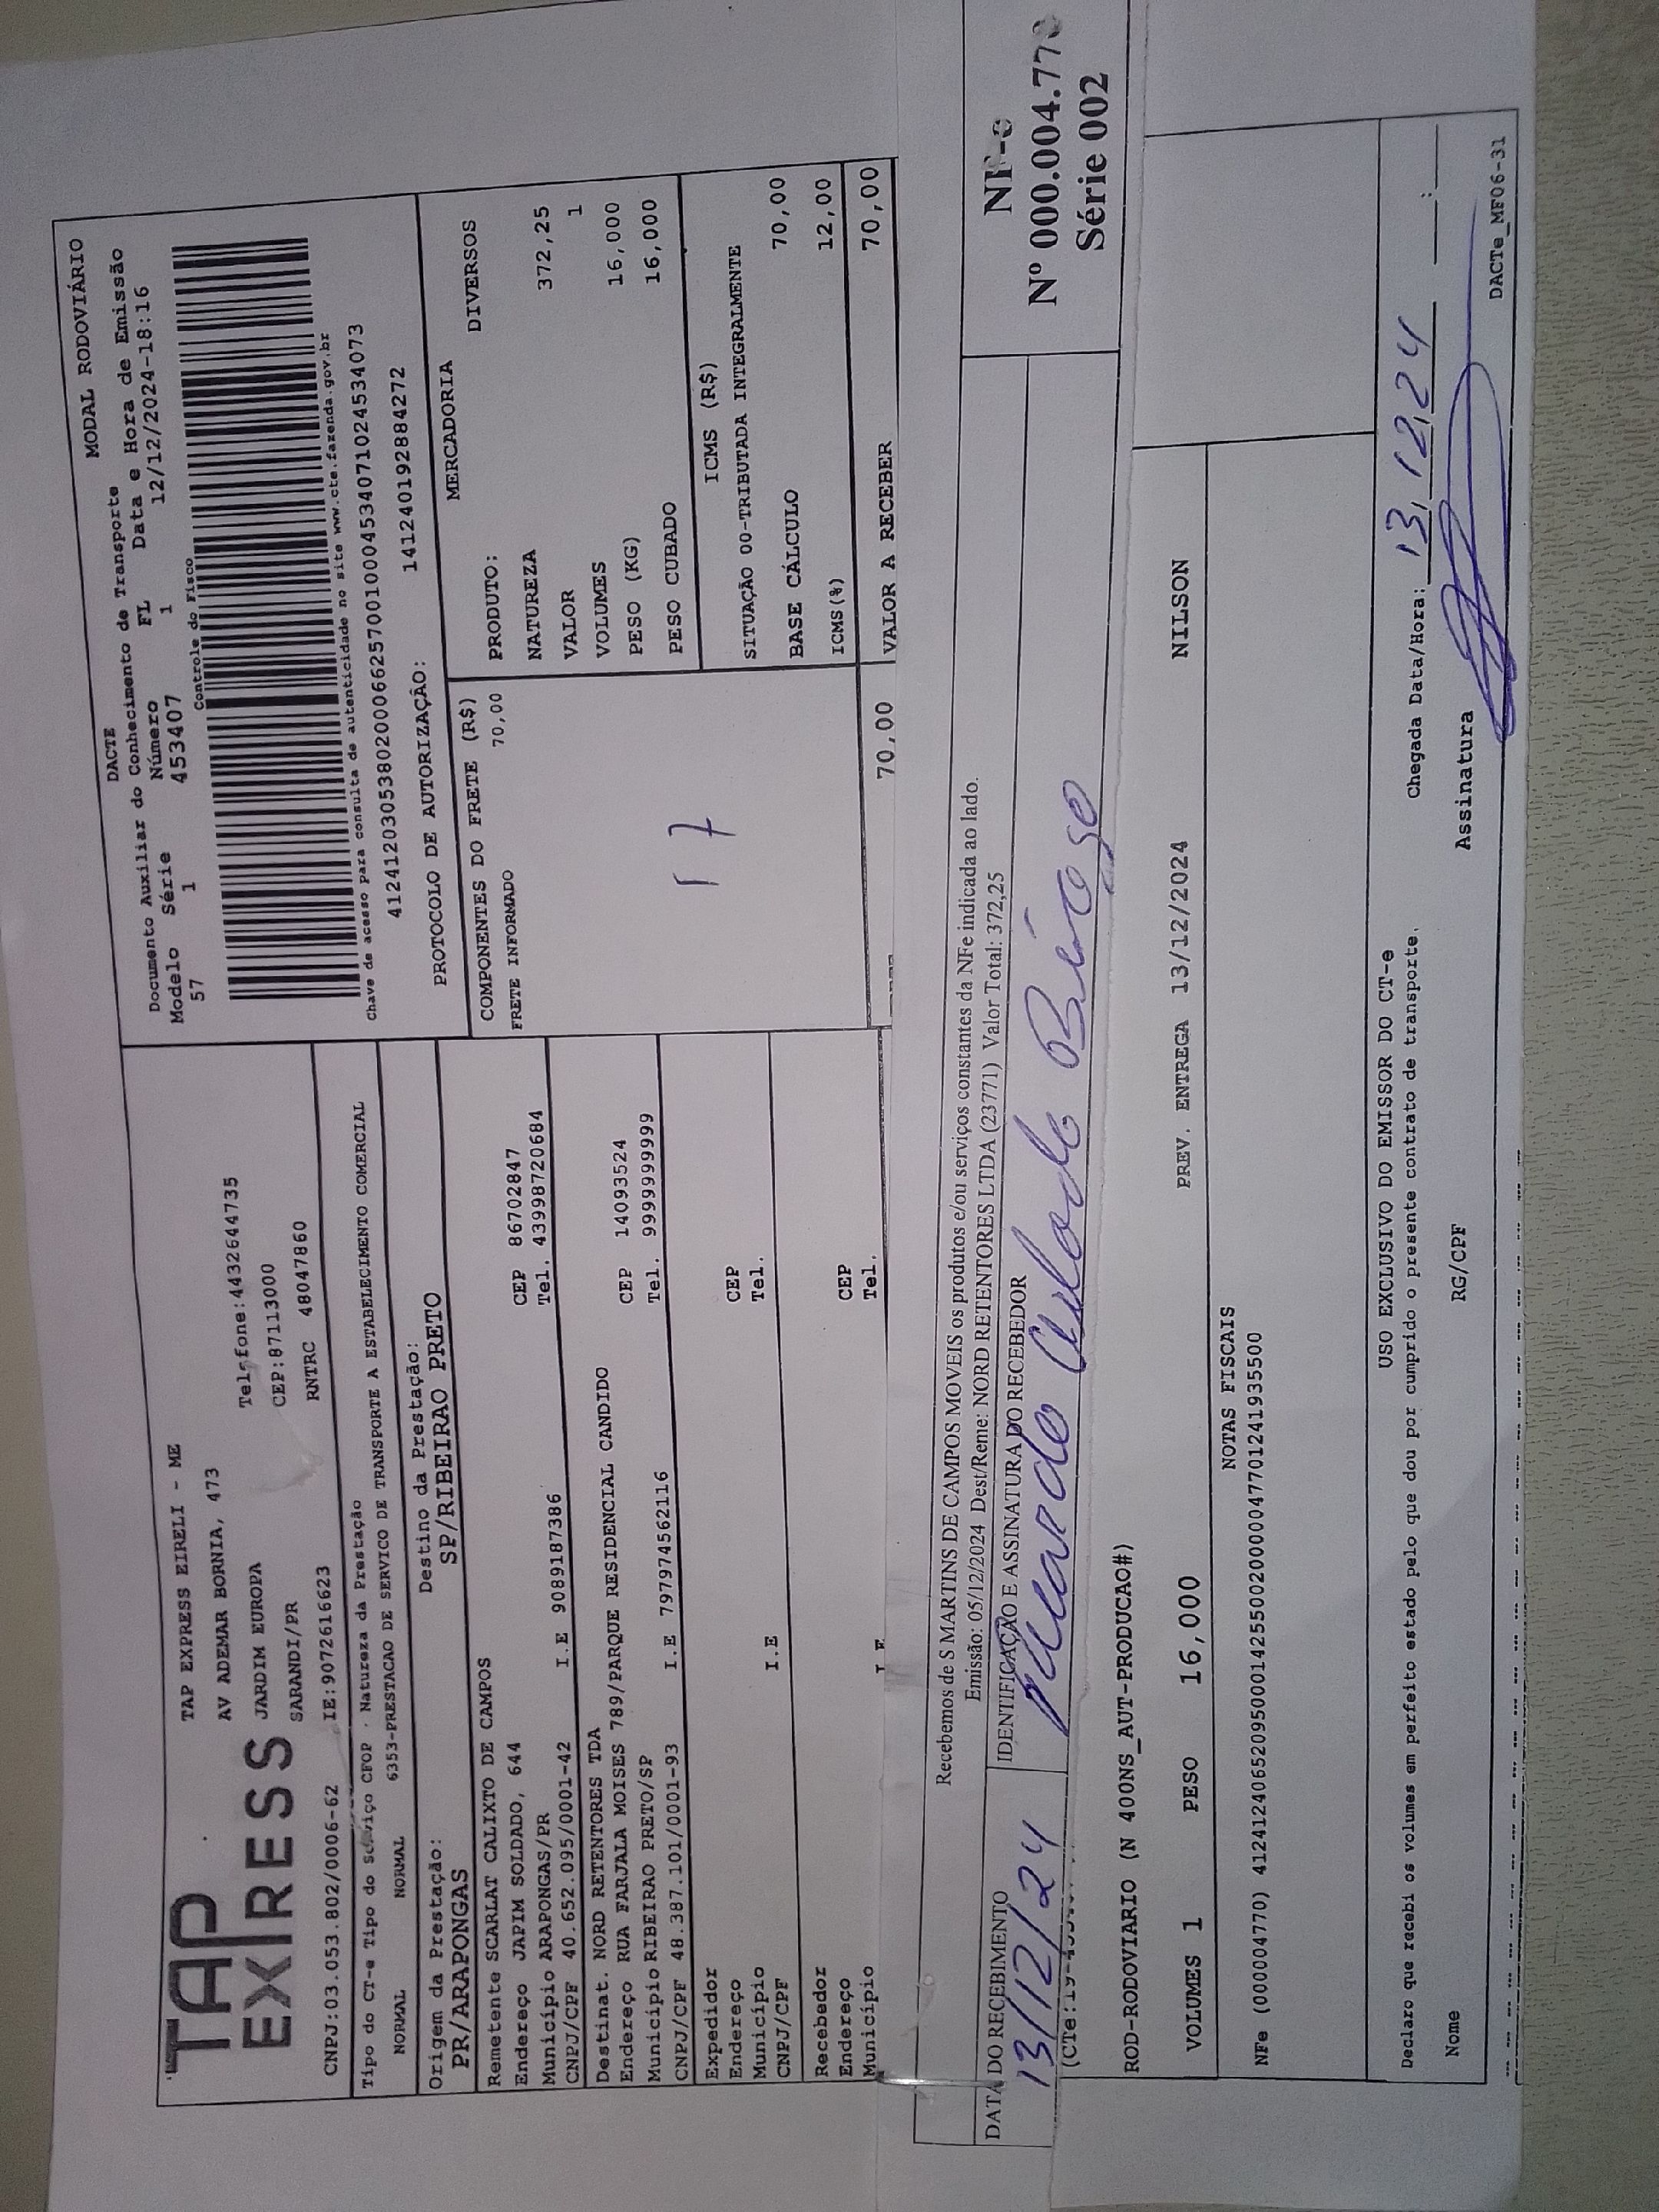 TAP
EXPRESS
TAP EXPRESS EIRELI - ME
AV ADEMAR BORNIA, 473
JARDIM EUROPA
SARANDI/PR
Telefone:4432644735
CEP:87113000
RNTRC 48047860
CNPJ:03.053.802/0006-62 IE:9072616623
DACTE MODAL RODOVIÁRIO
Documento Auxiliar do Conhecimento de Transporte
Modelo Série Número FL Data e Hora de Emissão
57 1 453407 1 12/12/2024-18:16
Controle do Fisco
Chave de acesso para consulta de autenticidade no site www.cte.fazenda.gov.br
41241203053802000662570010004534071024534073
PROTOCOLO DE AUTORIZAÇÃO: 141240192884272
Tipo do CT-e Tipo do Serviço CFOP - Natureza da Prestação
NORMAL NORMAL 6353-PRESTACAO DE SERVICO DE TRANSPORTE A ESTABELECIMENTO COMERCIAL
Origem da Prestação: Destino da Prestação:
PR/ARAPONGAS SP/RIBEIRAO PRETO
Remetente SCARLAT CALIXTO DE CAMPOS
Endereço JAPIM SOLDADO, 644 CEP 86702847
Município ARAPONGAS/PR Tel. 43998720684
CNPJ/CPF 40.652.095/0001-42 I.E 9089187386
Destinat. NORD RETENTORES TDA
Endereço RUA FARJALA MOISES 789/PARQUE RESIDENCIAL CANDIDO CEP 14093524
Município RIBEIRAO PRETO/SP Tel. 99999999999
CNPJ/CPF 48.387.101/0001-93 I.E 797974562116
Expedidor
Endereço CEP
Município Tel.
CNPJ/CPF I.E
Recebedor
Endereço CEP
Município Tel.
I.E
COMPONENTES DO FRETE (R$)
FRETE INFORMADO 70,00
17
70,00
MERCADORIA
PRODUTO: DIVERSOS
NATUREZA
VALOR 372,25
VOLUMES 1
PESO (KG) 16,000
PESO CUBADO 16,000
ICMS (R$)
SITUAÇÃO 00-TRIBUTADA INTEGRALMENTE
BASE CÁLCULO 70,00
ICMS(%) 12,00
VALOR A RECEBER 70,00
Recebemos de S MARTINS DE CAMPOS MOVEIS os produtos e/ou serviços constantes da NFe indicada ao lado.
Emissão: 05/12/2024 Dest/Reme: NORD RETENTORES LTDA (23771) Valor Total: 372,25
DATA DO RECEBIMENTO IDENTIFICAÇÃO E ASSINATURA DO RECEBEDOR
13/12/24
NF-e
Nº 000.004.770
Série 002
ROD-RODOVIARIO (N 400NS_AUT-PRODUCAO#)
VOLUMES 1 PESO 16,000 PREV. ENTREGA 13/12/2024 NILSON
NOTAS FISCAIS
NFe (000004770) 41241240652095000142550020000047701241935500
USO EXCLUSIVO DO EMISSOR DO CT-e
Declaro que recebi os volumes em perfeito estado pelo que dou por cumprido o presente contrato de transporte. Chegada Data/Hora: 13/12/24 :
Nome RG/CPF Assinatura
DACTe_MF06-31